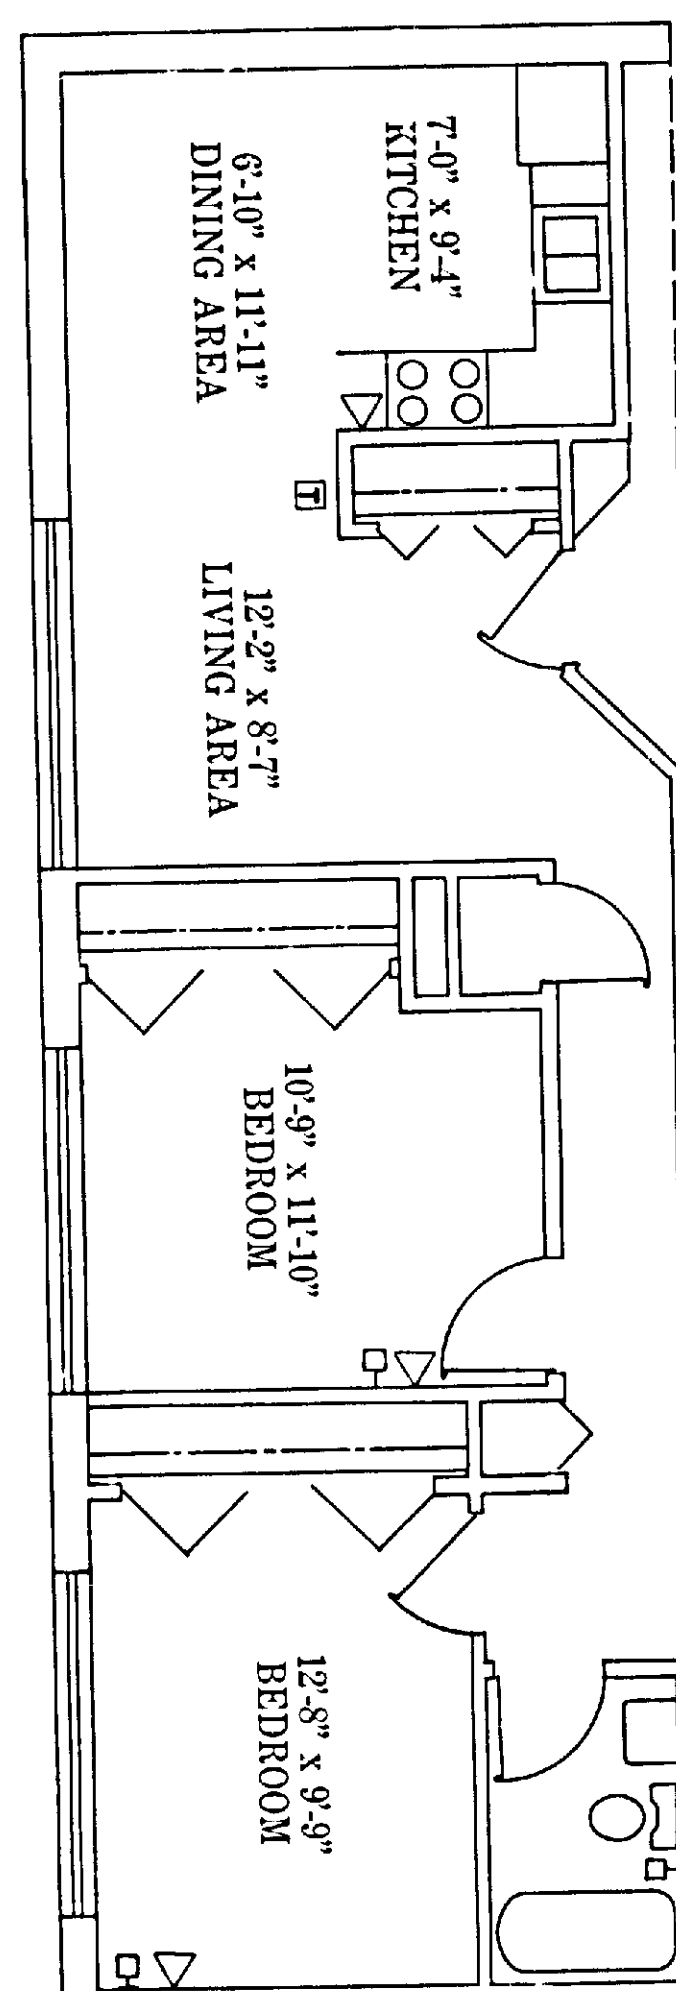 7'-0" x 9'-4"
KITCHEN
6'-10" x 11'-11"
DINING AREA
T
12'-2" x 8'-7"
LIVING AREA
10'-9" x 11'-10"
BEDROOM
12'-8" x 9'-9"
BEDROOM